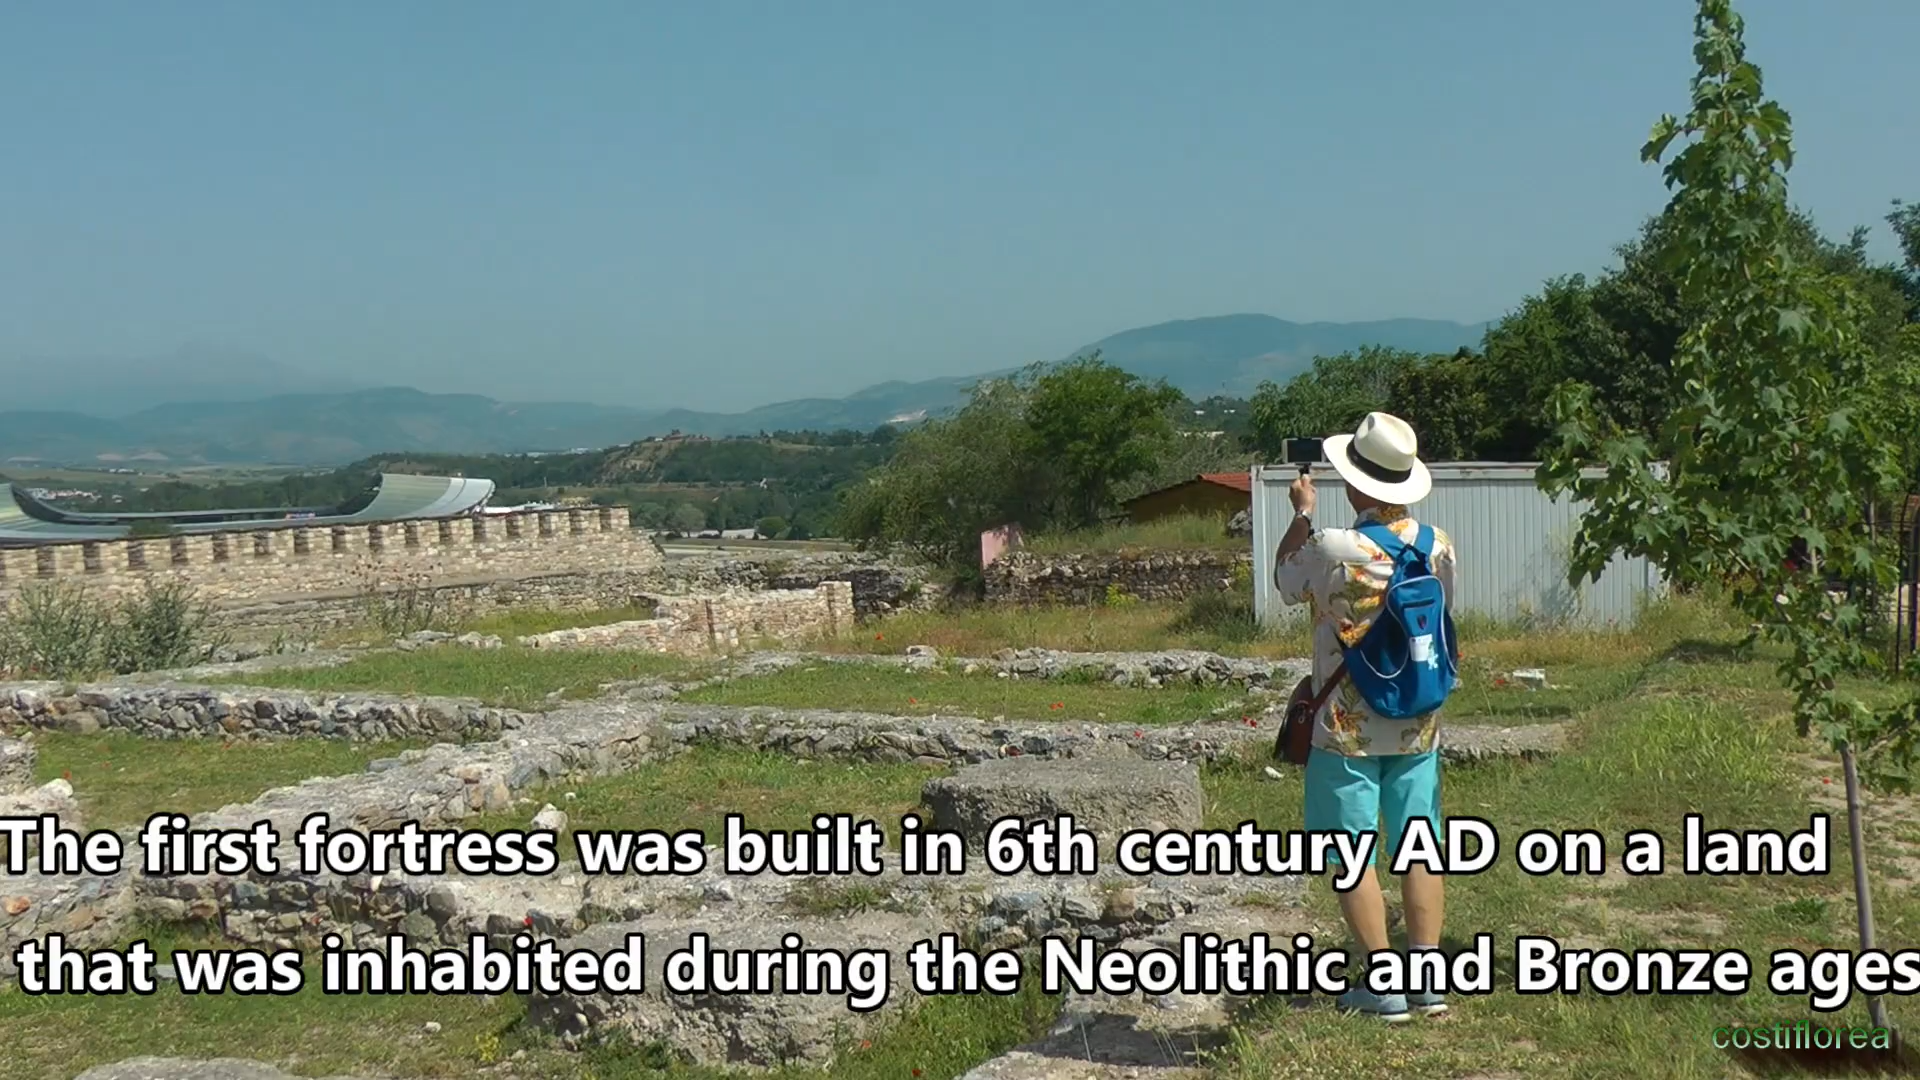 The first fortress was built in 6th century AD on a land
that was inhabited during the Neolithic and Bronze ages
costiflorea